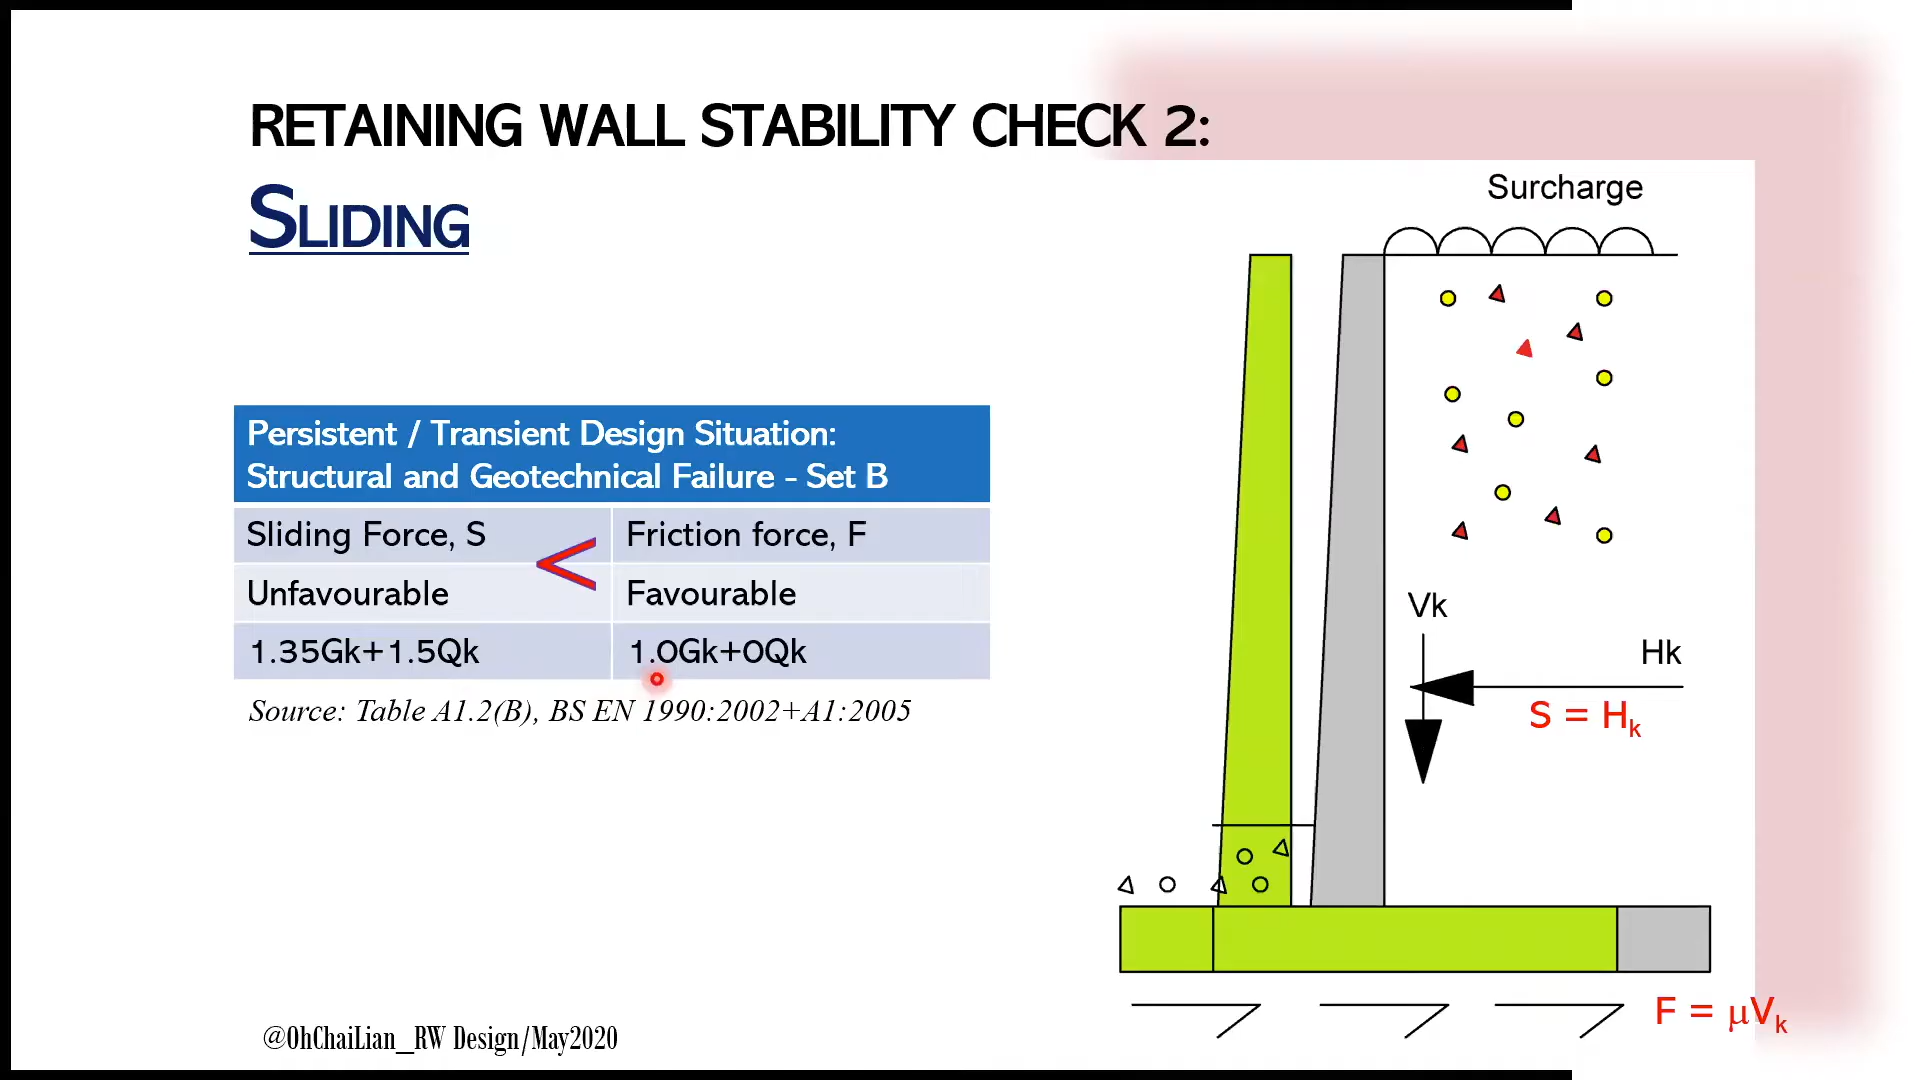 RETAINING WALL STABILITY CHECK 2:
SLIDING
Surcharge
Persistent / Transient Design Situation:
Structural and Geotechnical Failure - Set B
Sliding Force, S < Friction force, F
Unfavourable Favourable
1.35Gk+1.5Qk 1.0Gk+0Qk
Source: Table A1.2(B), BS EN 1990:2002+A1:2005
Vk
Hk
S = Hk
F = μVk
@OhChaiLian_RW Design/May2020